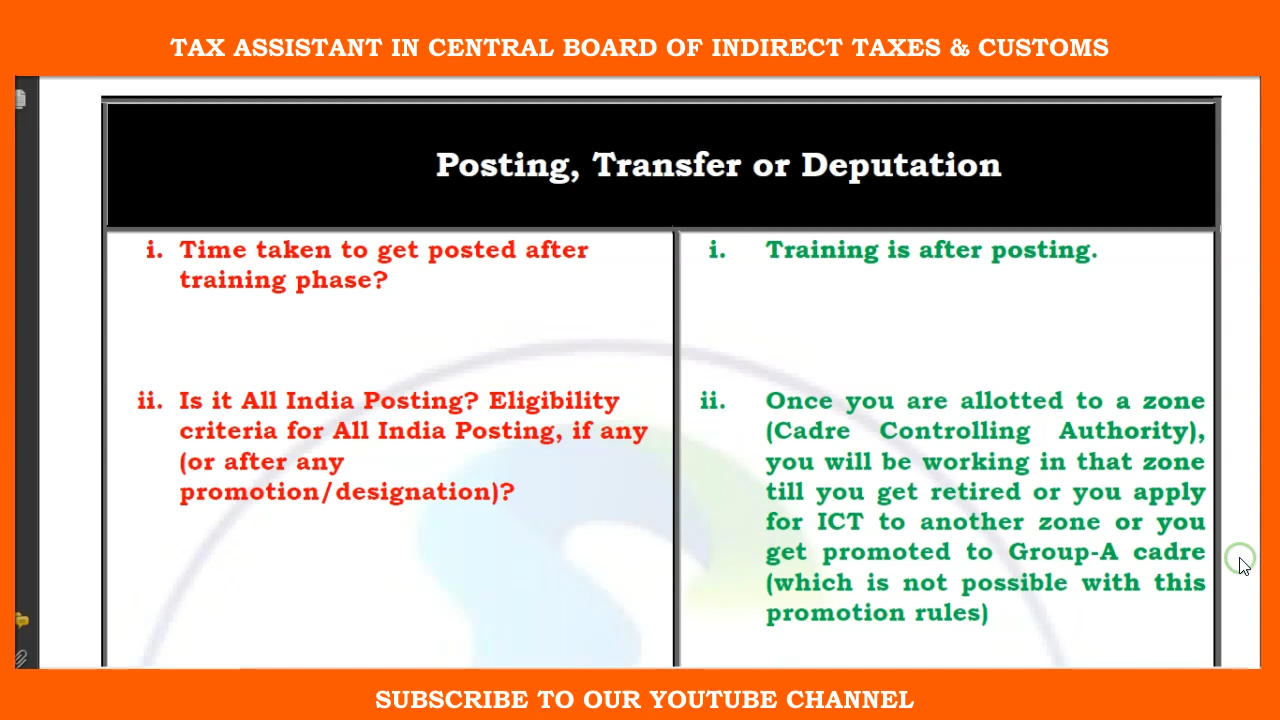 TAX ASSISTANT IN CENTRAL BOARD OF INDIRECT TAXES & CUSTOMS
Posting, Transfer or Deputation
i. Time taken to get posted after
training phase?
i. Training is after posting.
ii. Is it All India Posting? Eligibility
criteria for All India Posting, if any
(or after any
promotion/designation)?
ii. Once you are allotted to a zone
(Cadre Controlling Authority),
you will be working in that zone
till you get retired or you apply
for ICT to another zone or you
get promoted to Group-A cadre
(which is not possible with this
promotion rules)
SUBSCRIBE TO OUR YOUTUBE CHANNEL